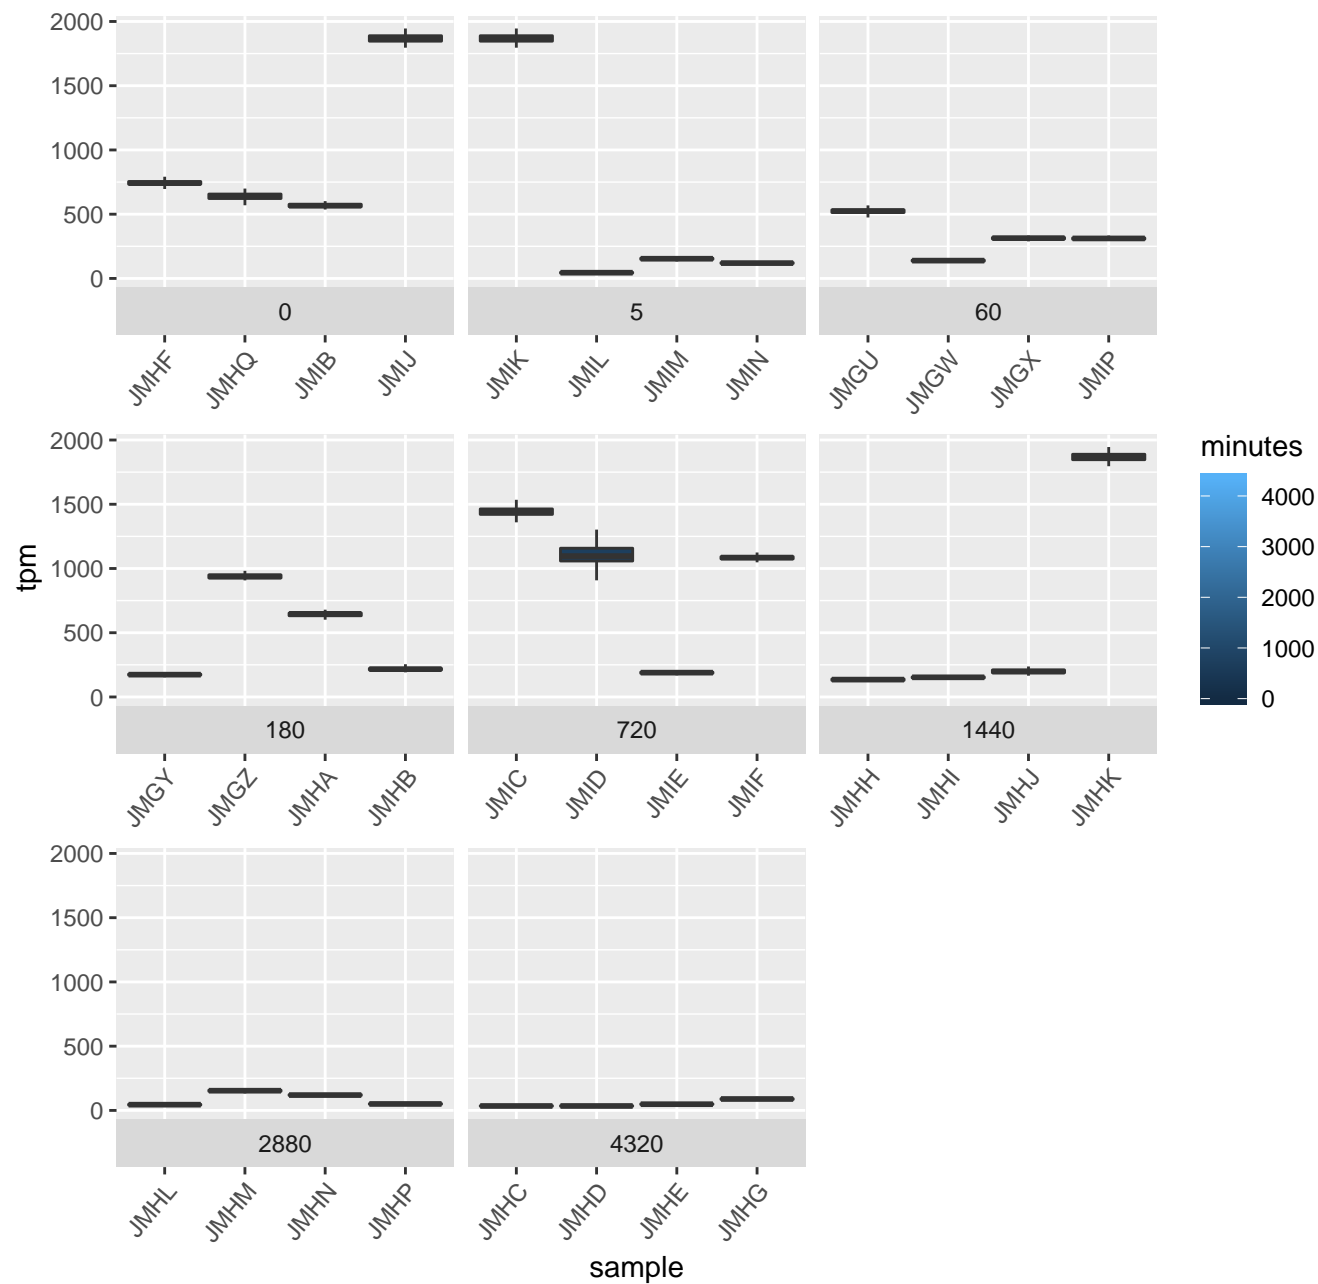 2000
1500
1000
500
0
0
5
60
JMHF
JMHQ
JMIB
JMIJ
JMIK
JMIL
JMIM
JMIN
JMGU
JMGW
JMGX
JMIP
tpm
2000
1500
1000
500
0
180
720
1440
JMGY
JMGZ
JMHA
JMHB
JMIC
JMID
JMIE
JMIF
JMHH
JMHI
JMHJ
JMHK
minutes
4000
3000
2000
1000
0
2000
1500
1000
500
0
2880
4320
JMHL
JMHM
JMHN
JMHP
JMHC
JMHD
JMHE
JMHG
sample